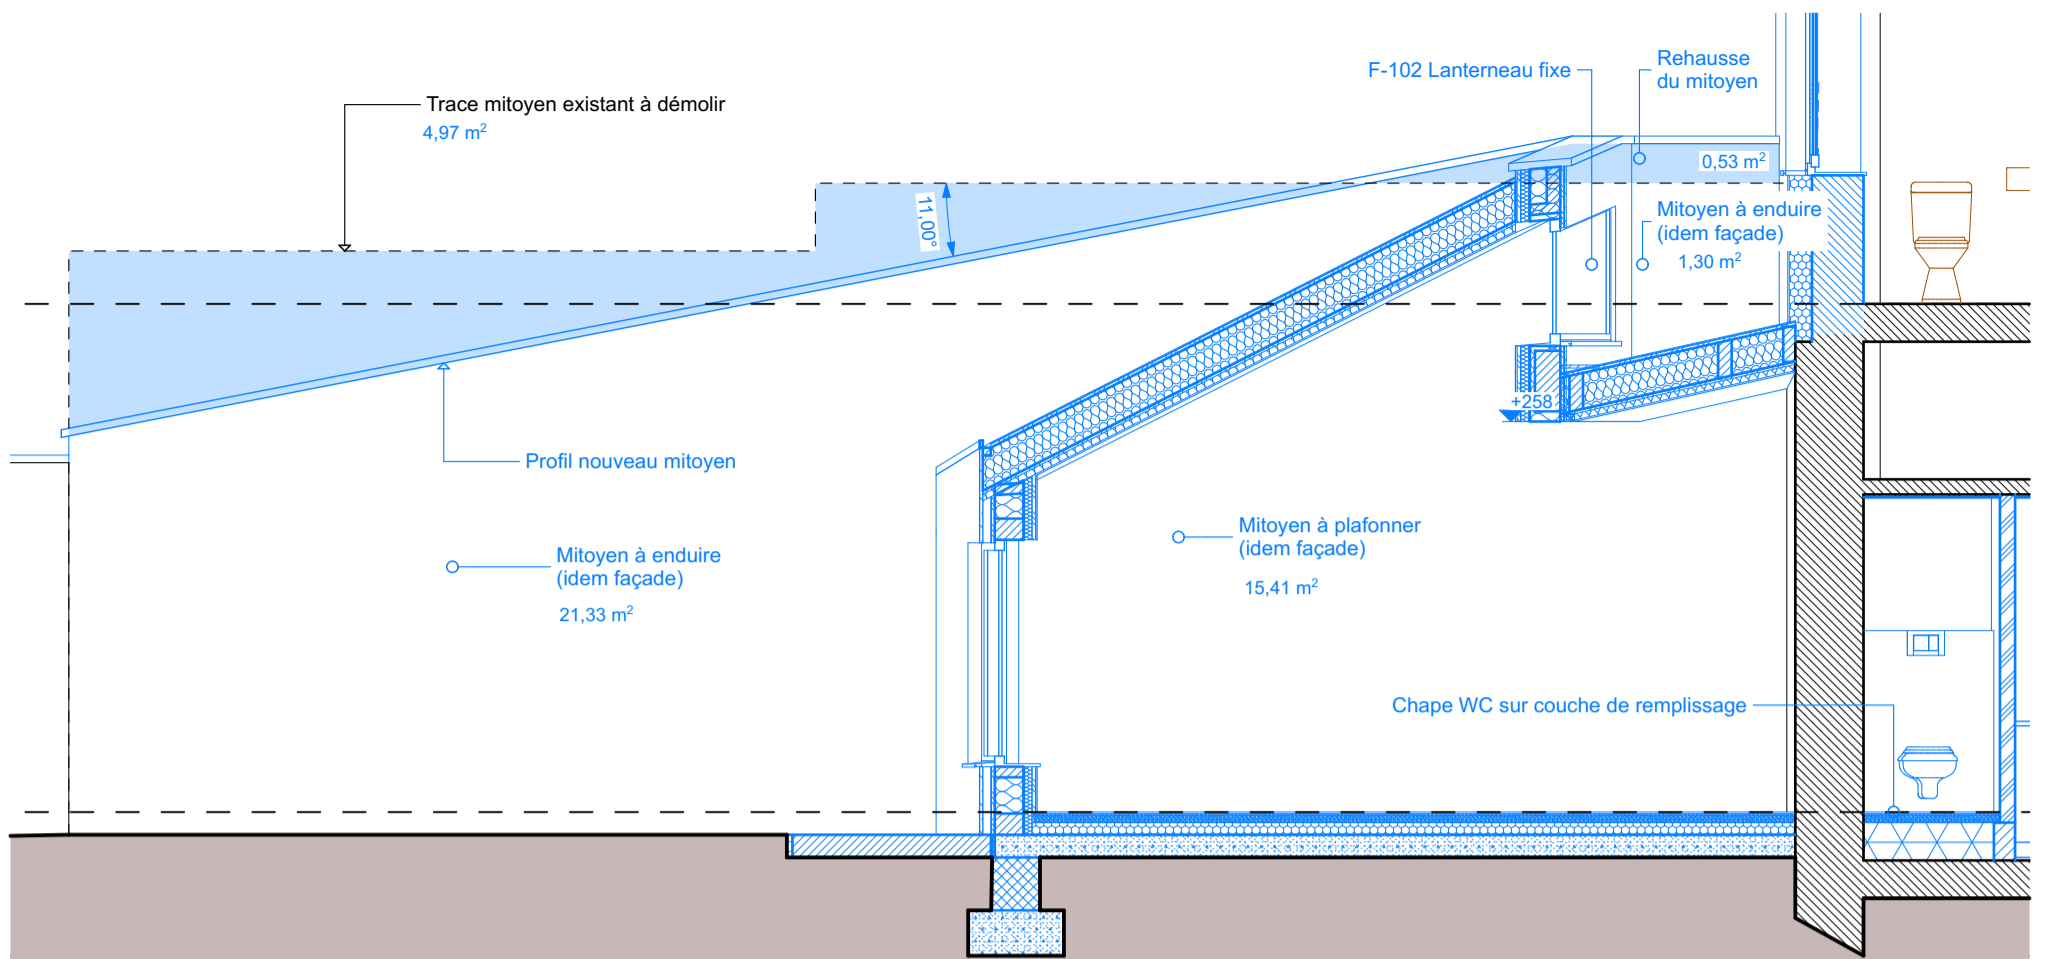 F-102 Lanterneau fixe
Rehausse
du mitoyen
Trace mitoyen existant à démolir
4,97 m²
0,53 m²
11,00°
Mitoyen à enduire
(idem façade)
1,30 m²
+258
Profil nouveau mitoyen
Mitoyen à plafonner
(idem façade)
15,41 m²
Mitoyen à enduire
(idem façade)
21,33 m²
Chape WC sur couche de remplissage